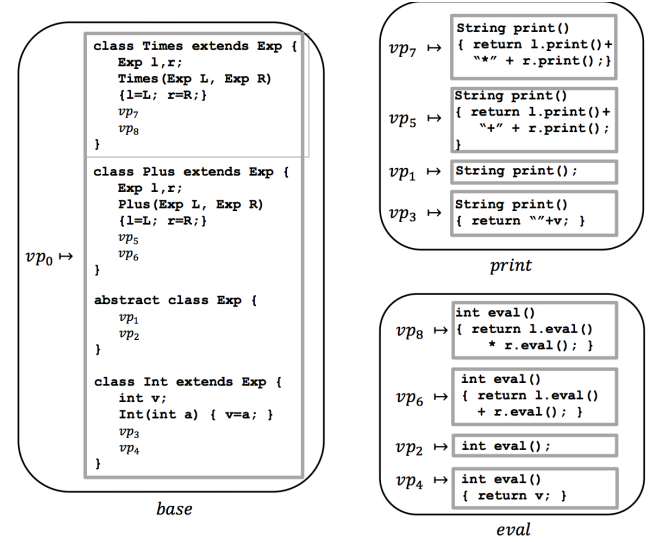 class Times extends Exp {
Exp l,r;
Times(Exp L, Exp R)
{l=L; r=R;}
vp7
vp8
}
class Plus extends Exp {
Exp l,r;
Plus(Exp L, Exp R)
{l=L; r=R;}
vp5
vp6
}
vp0 ↦
abstract class Exp {
vp1
vp2
}
class Int extends Exp {
int v;
Int(int a) { v=a; }
vp3
vp4
}
base
vp7 ↦
String print()
{ return l.print()+
“*” + r.print();}
vp5 ↦
String print()
{ return l.print()+
“+” + r.print();
}
vp1 ↦ String print();
vp3 ↦
String print()
{ return “”+v; }
print
vp8 ↦
int eval()
{ return l.eval()
* r.eval(); }
vp6 ↦
int eval()
{ return l.eval()
+ r.eval(); }
vp2 ↦ int eval();
vp4 ↦
int eval()
{ return v; }
eval